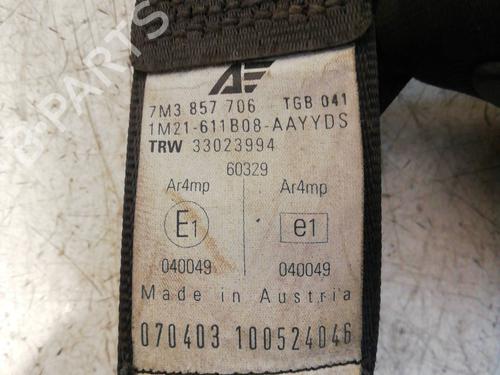 AE
7M3 857 706 TGB 041
1M21-611B08-AAYYDS
TRW 33023994
60329
Ar4mp Ar4mp
E1 e1
040049 040049
Made in Austria
070403 100524046